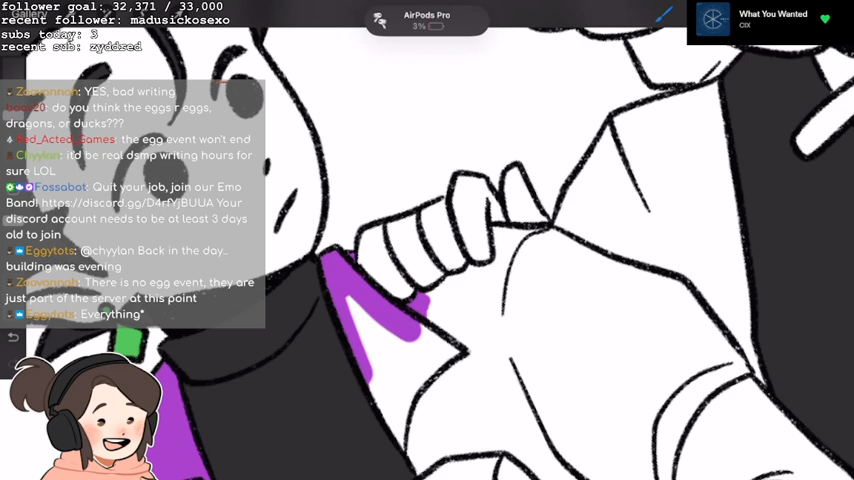 follower goal: 32,371 / 33,000
recent follower: madusickosexo
subs today: 3
recent sub: zyddred
AirPods Pro
3%
What You Wanted
CIX
YES, bad writing
do you think the eggs r eggs,
dragons, or ducks???
Red_Acted_Games: the egg event won't end
Chyylan: it'd be real dsmp writing hours for
sure LOL
Fossabot: Quit your job, join our Emo
Band! https://discord.gg/D4rfYjBUUA Your
discord account needs to be at least 3 days
old to join
Eggytots: @chyylan Back in the day..
building was evening
There is no egg event, they are
just part of the server at this point
Eggytots: Everything*